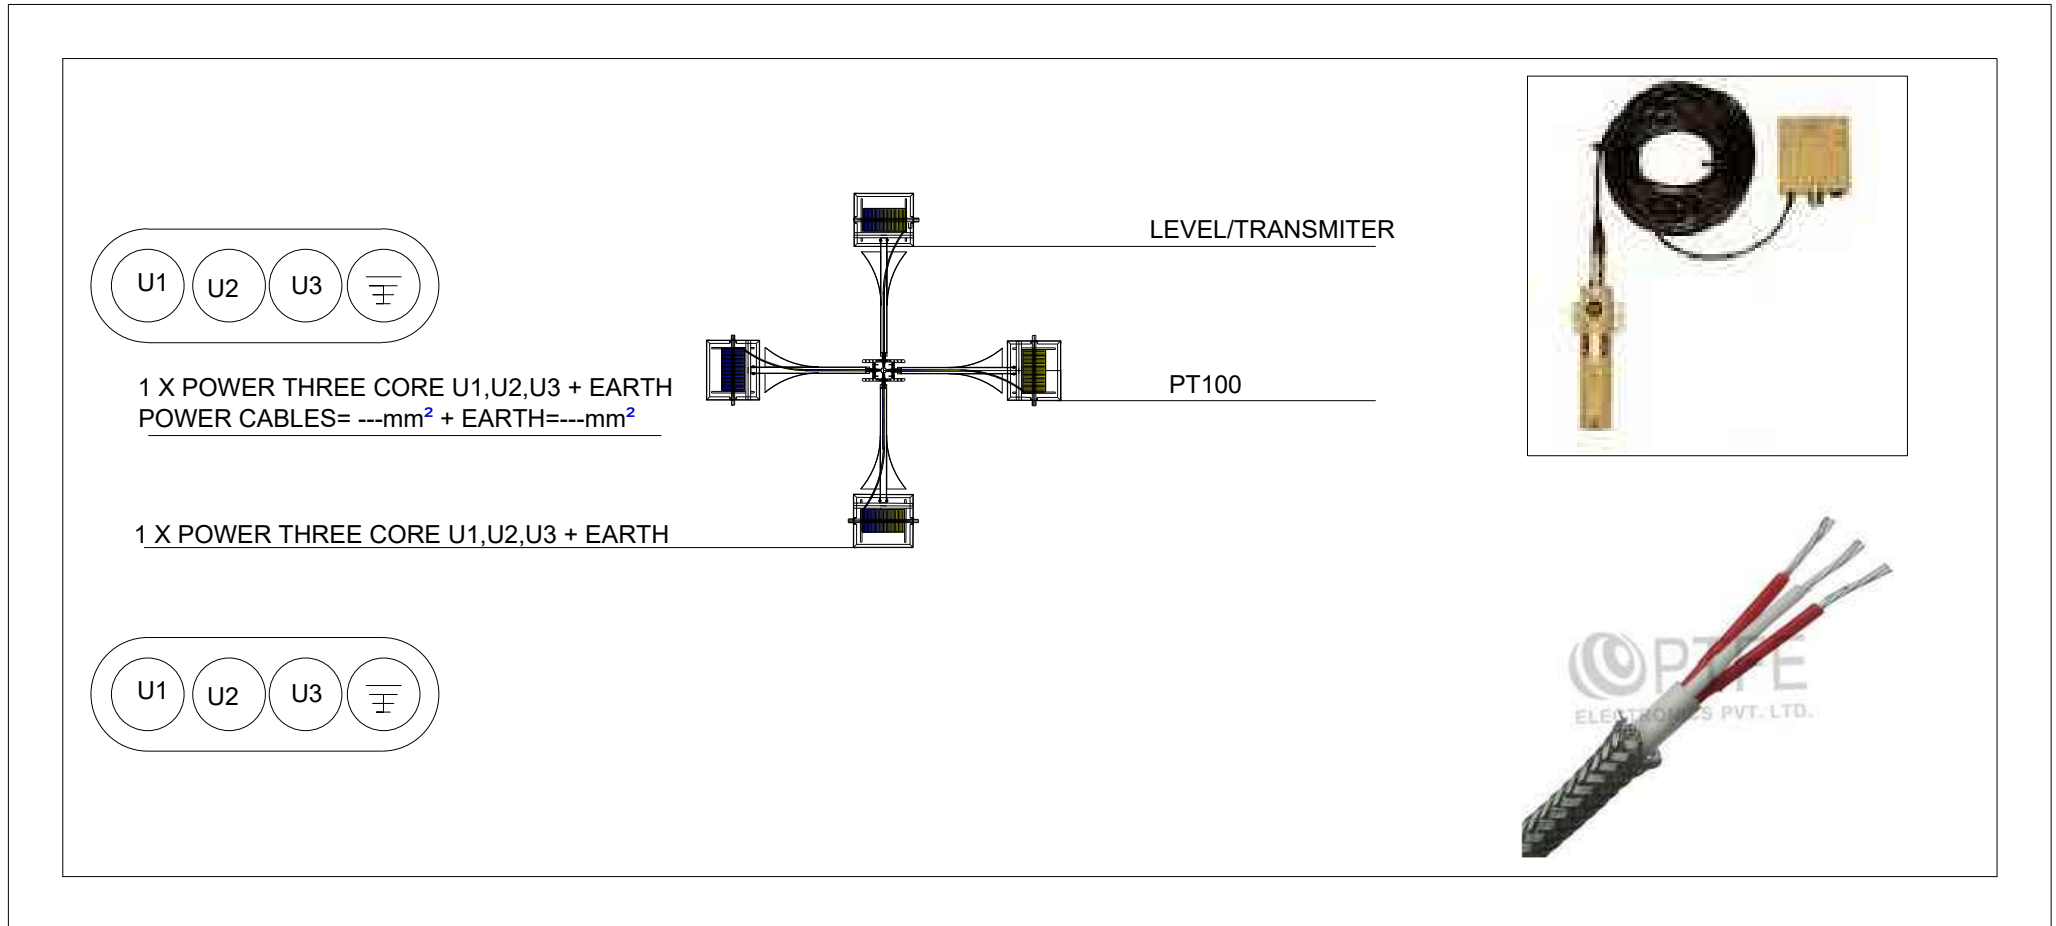 LEVEL/TRANSMITER
U1 U2 U3
1 X POWER THREE CORE U1,U2,U3 + EARTH
POWER CABLES= ---mm² + EARTH=---mm²
PT100
1 X POWER THREE CORE U1,U2,U3 + EARTH
U1 U2 U3
PTFE
ELECTRONICS PVT. LTD.